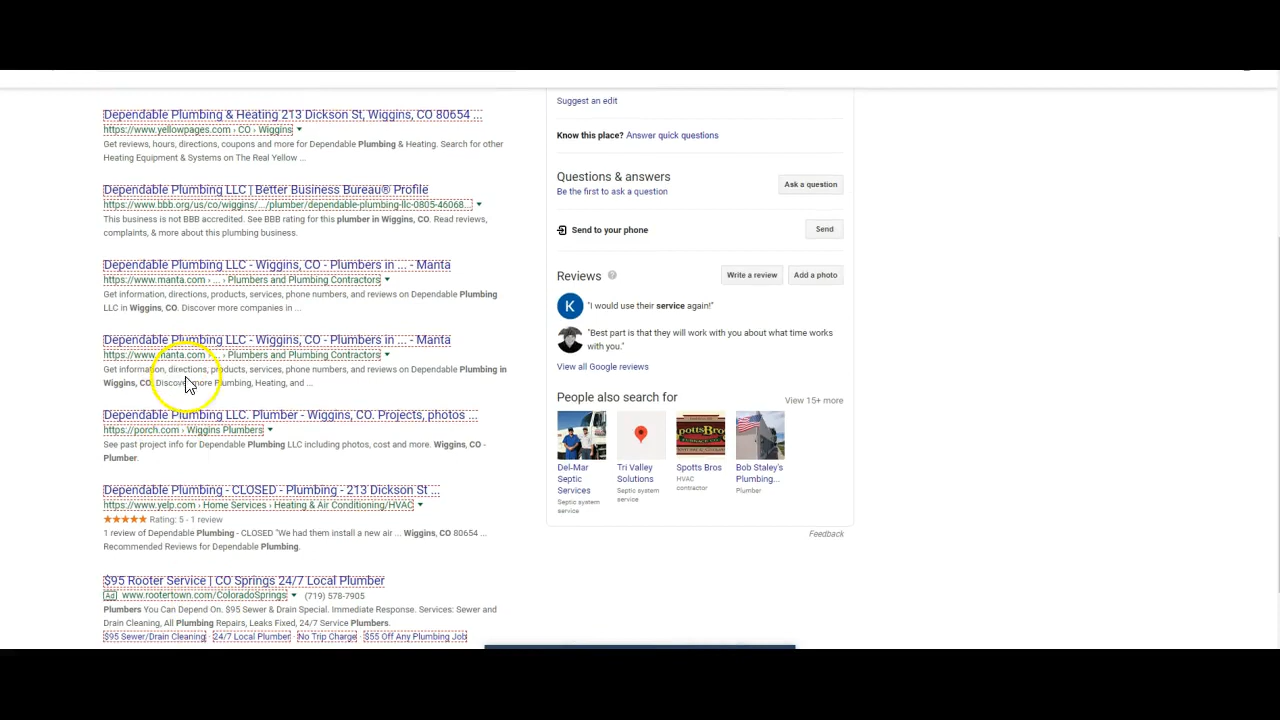 Dependable Plumbing & Heating 213 Dickson St, Wiggins, CO 80654 ...
https://www.yellowpages.com › CO › Wiggins
Get reviews, hours, directions, coupons and more for Dependable Plumbing & Heating. Search for other
Heating Equipment & Systems on The Real Yellow ...
Dependable Plumbing LLC | Better Business Bureau® Profile
https://www.bbb.org/us/co/wiggins/.../plumber/dependable-plumbing-llc-0805-46068...
This business is not BBB accredited. See BBB rating for this plumber in Wiggins, CO. Read reviews,
complaints, & more about this plumbing business.
Dependable Plumbing LLC - Wiggins, CO - Plumbers in ... - Manta
https://www.manta.com › ... › Plumbers and Plumbing Contractors
Get information, directions, products, services, phone numbers, and reviews on Dependable Plumbing
LLC in Wiggins, CO. Discover more companies in ...
Dependable Plumbing LLC - Wiggins, CO - Plumbers in ... - Manta
https://www.manta.com › ... › Plumbers and Plumbing Contractors
Get information, directions, products, services, phone numbers, and reviews on Dependable Plumbing in
Wiggins, CO. Discover more Plumbing, Heating, and ...
Dependable Plumbing LLC. Plumber - Wiggins, CO. Projects, photos ...
https://porch.com › Wiggins Plumbers
See past project info for Dependable Plumbing LLC including photos, cost and more. Wiggins, CO -
Plumber.
Dependable Plumbing - CLOSED - Plumbing - 213 Dickson St ...
https://www.yelp.com › Home Services › Heating & Air Conditioning/HVAC
Rating: 5 - 1 review
1 review of Dependable Plumbing - CLOSED "We had them install a new air ... Wiggins, CO 80654 ...
Recommended Reviews for Dependable Plumbing.
$95 Rooter Service | CO Springs 24/7 Local Plumber
Ad www.rootertown.com/ColoradoSprings (719) 578-7905
Plumbers You Can Depend On. $95 Sewer & Drain Special. Immediate Response. Services: Sewer and
Drain Cleaning, All Plumbing Repairs, Leaks Fixed, 24/7 Service Plumbers.
$95 Sewer/Drain Cleaning · 24/7 Local Plumber · No Trip Charge · $55 Off Any Plumbing Job
Suggest an edit
Know this place? Answer quick questions
Questions & answers
Be the first to ask a question
Ask a question
Send to your phone
Send
Reviews
Write a review
Add a photo
K
"I would use their service again!"
"Best part is that they will work with you about what time works
with you."
View all Google reviews
People also search for
View 15+ more
SpottsBro
Del-Mar
Septic
Services
Septic system
service
Tri Valley
Solutions
Septic system
service
Spotts Bros
HVAC
contractor
Bob Staley's
Plumbing...
Plumber
Feedback